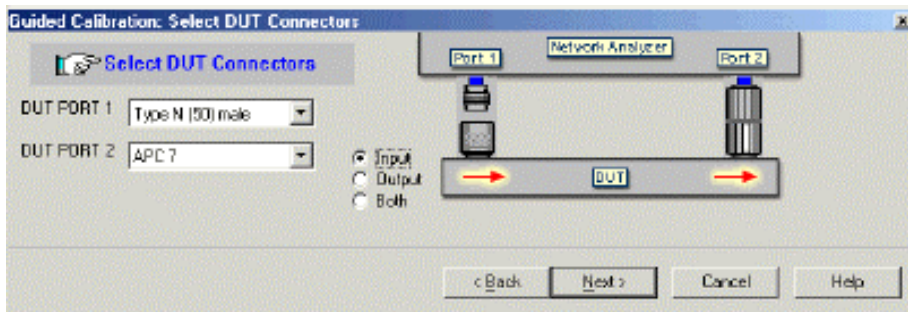 Guided Calibration: Select DUT Connectors
Select DUT Connectors
DUT PORT 1 Type N (50) male
DUT PORT 2 APC 7
Input
Output
Both
Port 1
Network Analyzer
Port 2
DUT
< Back Next > Cancel Help